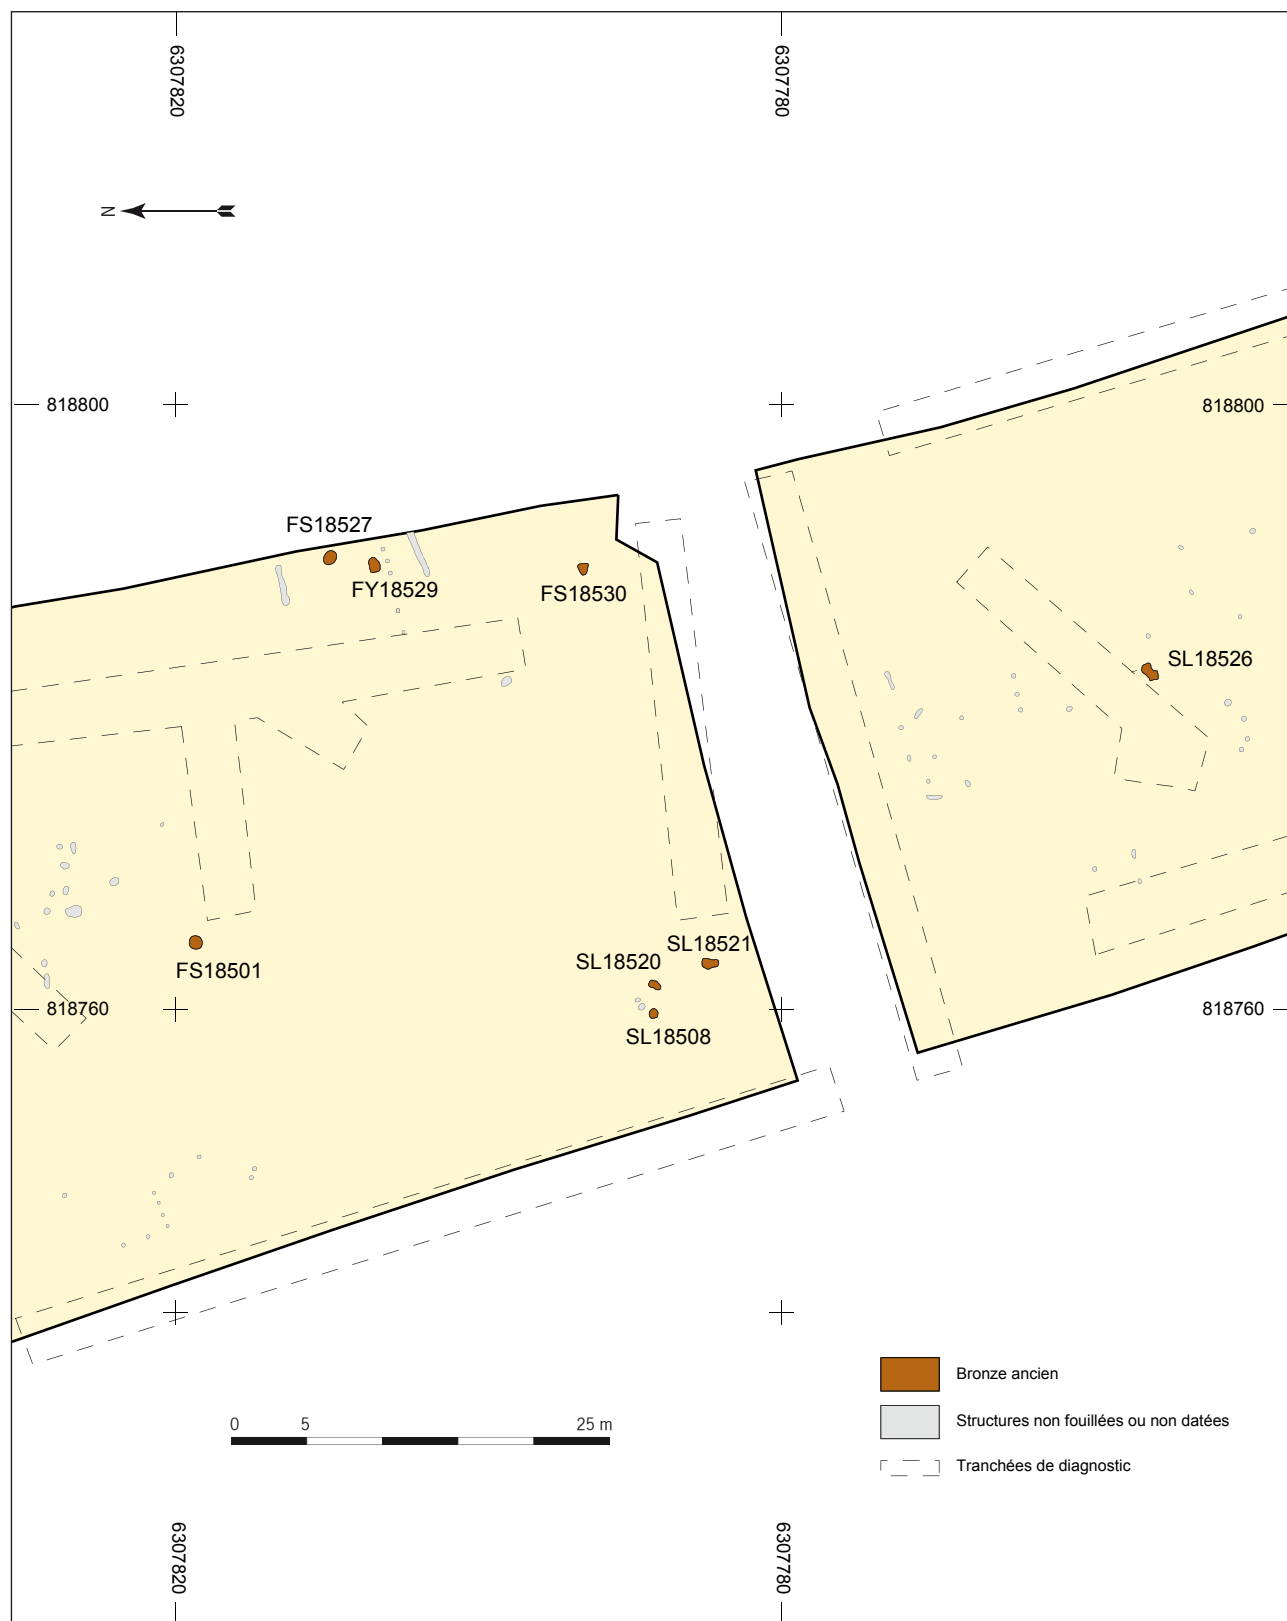 6307820
6307780
N
818800
818800
FS18527
FY18529
FS18530
SL18526
SL18521
SL18520
FS18501
818760
818760
SL18508
Bronze ancien
0 5 25 m
Structures non fouillées ou non datées
Tranchées de diagnostic
6307820
6307780